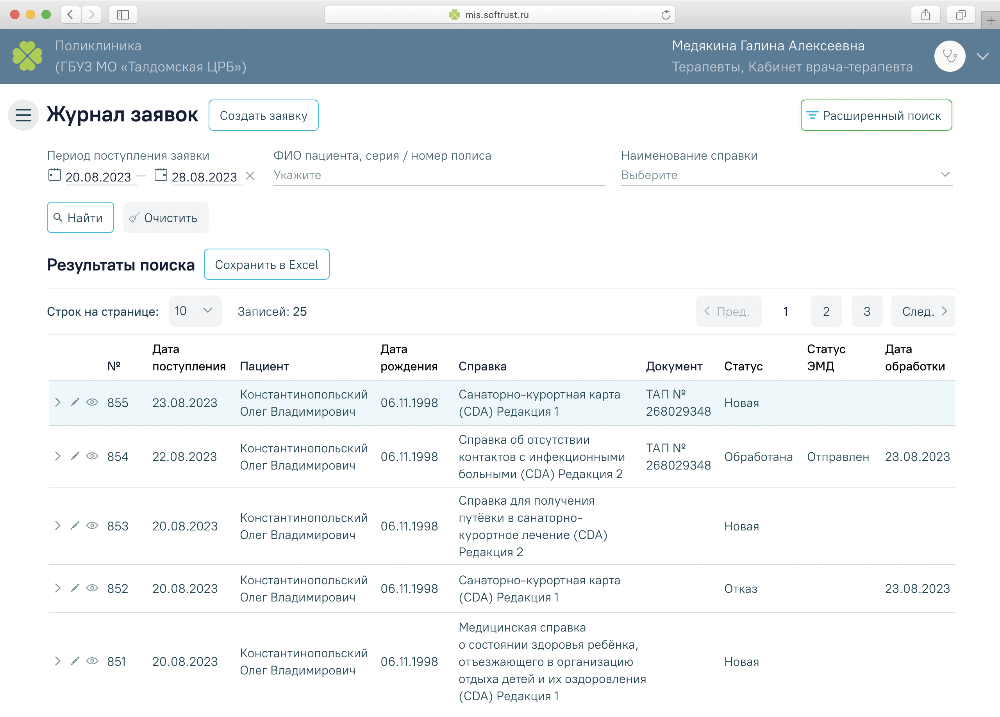 mis.softrust.ru
Поликлиника
(ГБУЗ МО «Талдомская ЦРБ»)
Медякина Галина Алексеевна
Терапевты, Кабинет врача-терапевта
Журнал заявок
Создать заявку
Расширенный поиск
Период поступления заявки
20.08.2023 — 28.08.2023
ФИО пациента, серия / номер полиса
Укажите
Наименование справки
Выберите
Найти
Очистить
Результаты поиска
Сохранить в Excel
Строк на странице: 10
Записей: 25
Пред. 1 2 3 След.
№
Дата
поступления
Пациент
Дата
рождения
Справка
Документ
Статус
Статус
ЭМД
Дата
обработки
855
23.08.2023
Константинопольский
Олег Владимирович
06.11.1998
Санаторно-курортная карта
(CDA) Редакция 1
ТАП №
268029348
Новая
854
22.08.2023
Константинопольский
Олег Владимирович
06.11.1998
Справка об отсутствии
контактов с инфекционными
больными (CDA) Редакция 2
ТАП №
268029348
Обработана
Отправлен
23.08.2023
853
20.08.2023
Константинопольский
Олег Владимирович
06.11.1998
Справка для получения
путёвки в санаторно-
курортное лечение (CDA)
Редакция 2
Новая
852
20.08.2023
Константинопольский
Олег Владимирович
06.11.1998
Санаторно-курортная карта
(CDA) Редакция 1
Отказ
23.08.2023
851
20.08.2023
Константинопольский
Олег Владимирович
06.11.1998
Медицинская справка
о состоянии здоровья ребёнка,
отъезжающего в организацию
отдыха детей и их оздоровления
(CDA) Редакция 1
Новая